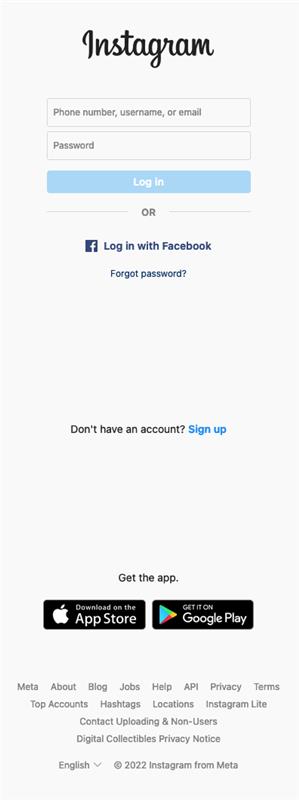 Instagram
Phone number, username, or email
Password
Log in
OR
Log in with Facebook
Forgot password?
Don't have an account? Sign up
Get the app.
Download on the App Store
GET IT ON Google Play
Meta About Blog Jobs Help API Privacy Terms
Top Accounts Hashtags Locations Instagram Lite
Contact Uploading & Non-Users
Digital Collectibles Privacy Notice
English © 2022 Instagram from Meta